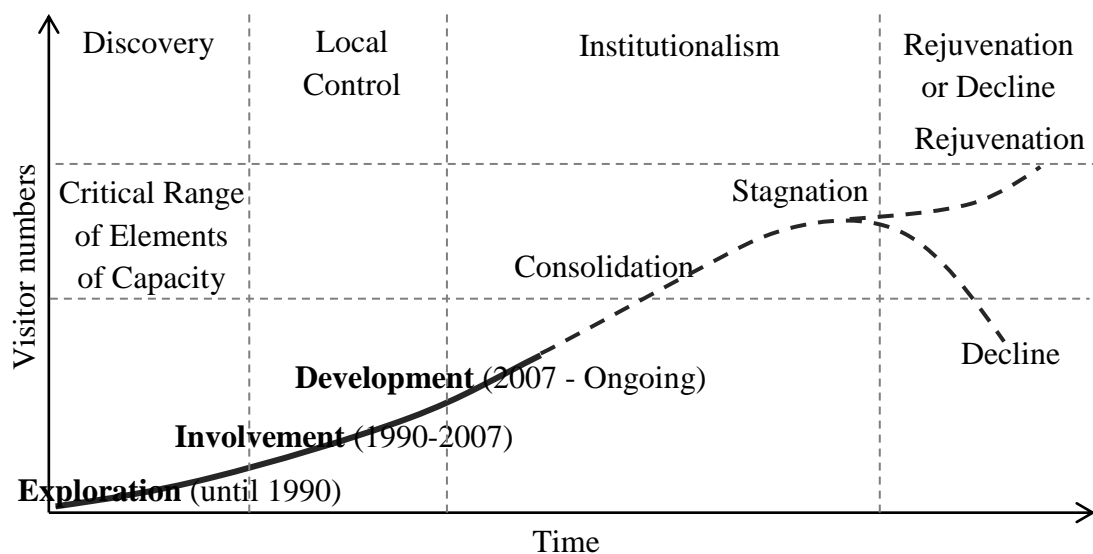 Discovery
Local
Control
Institutionalism
Rejuvenation
or Decline
Rejuvenation
Critical Range
of Elements
of Capacity
Stagnation
Consolidation
Visitor numbers
Decline
Development (2007 - Ongoing)
Involvement (1990-2007)
Exploration (until 1990)
Time